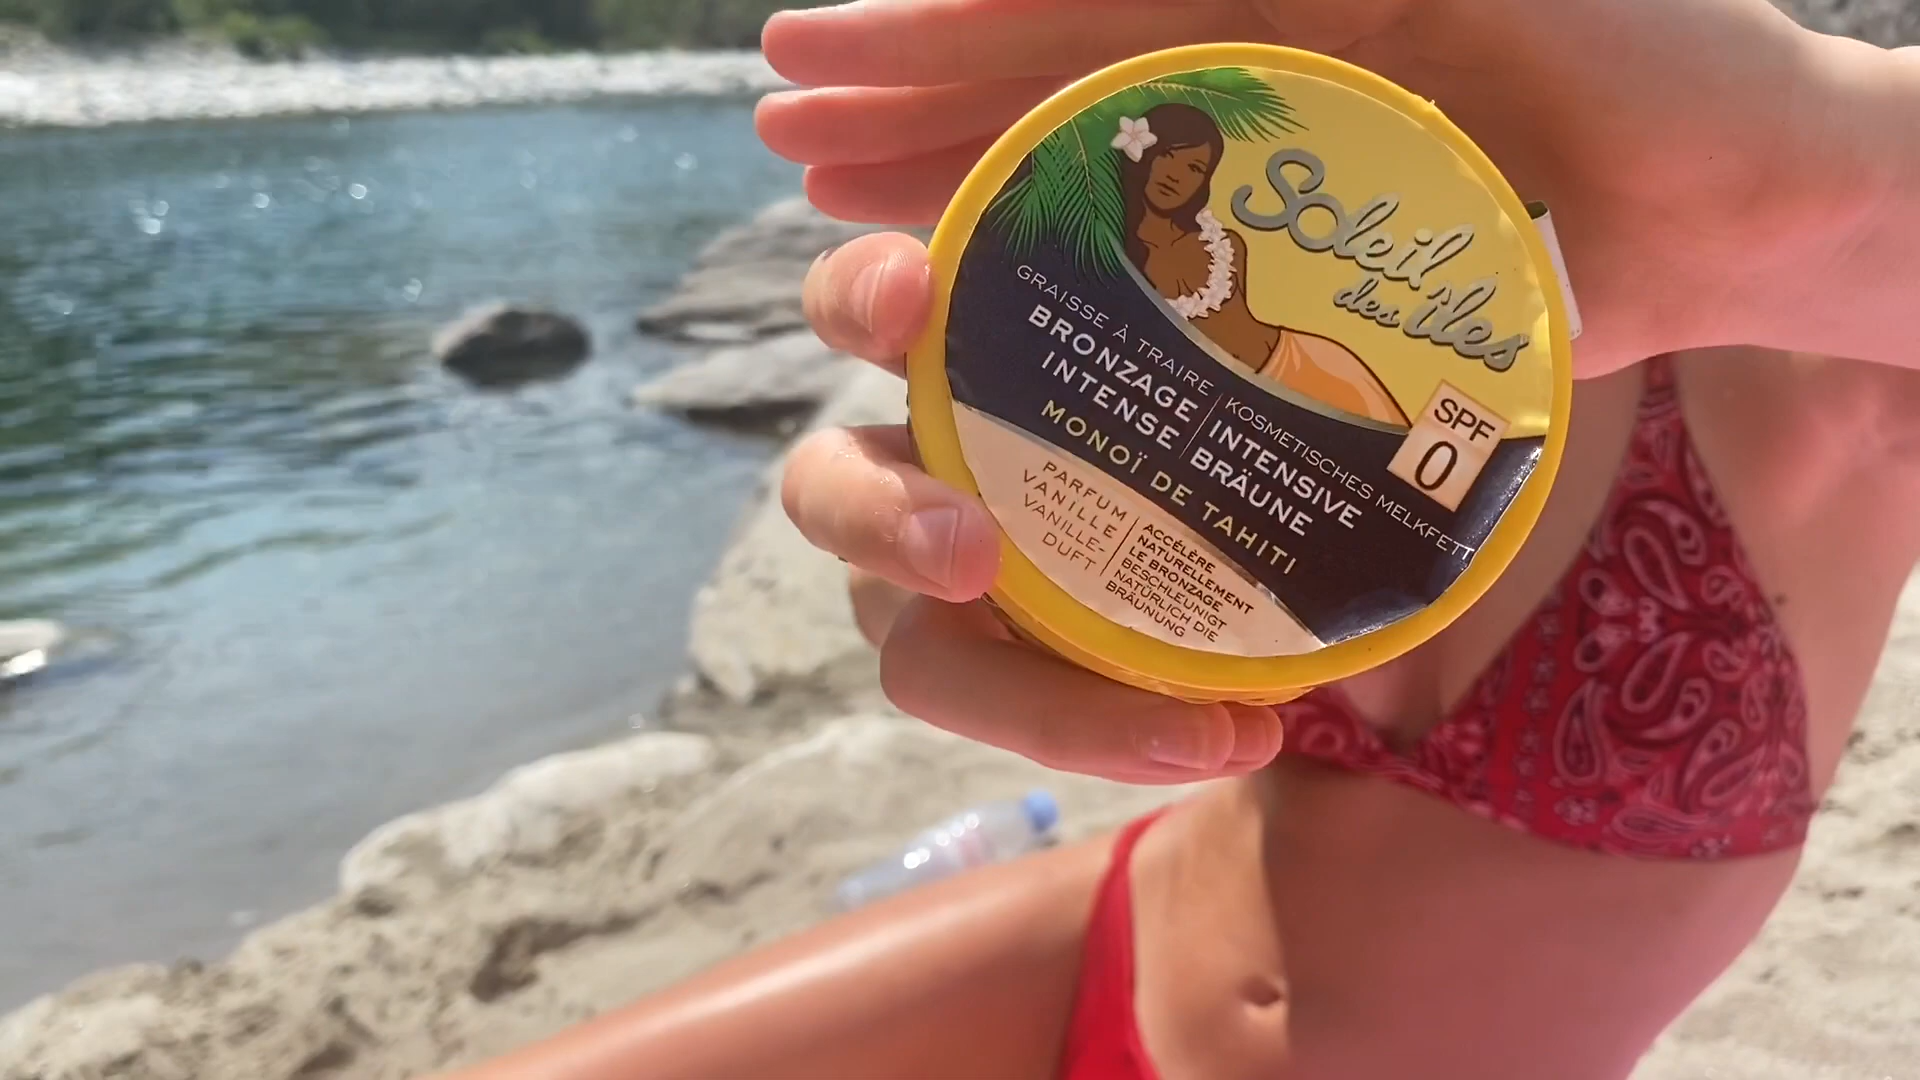 Soleil
des îles
SPF
0
GRAISSE À TRAIRE
BRONZAGE
INTENSE
KOSMETISCHES MELKFETT
INTENSIVE
BRÄUNE
MONOÏ DE TAHITI
PARFUM
VANILLE
VANILLE-
DUFT
ACCÉLÈRE
NATURELLEMENT
LE BRONZAGE
BESCHLEUNIGT
NATÜRLICH DIE
BRÄUNUNG